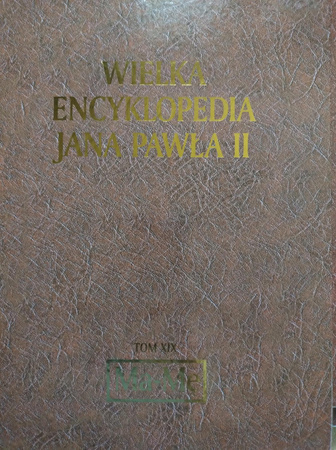 WIELKA
ENCYKLOPEDIA
JANA PAWŁA II
TOM XIX